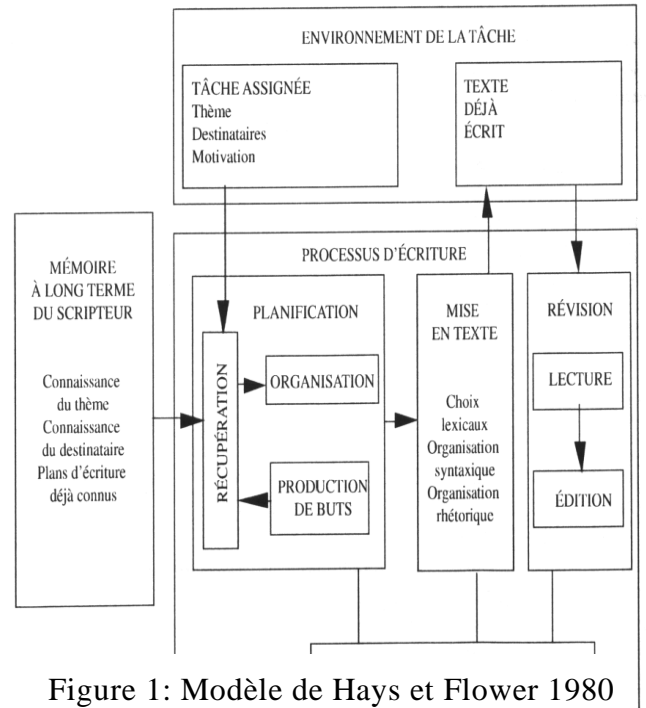 ENVIRONNEMENT DE LA TÂCHE
TÂCHE ASSIGNÉE
Thème
Destinataires
Motivation
TEXTE
DÉJÀ
ÉCRIT
MÉMOIRE
À LONG TERME
DU SCRIPTEUR
Connaissance
du thème
Connaissance
du destinataire
Plans d'écriture
déjà connus
PROCESSUS D'ÉCRITURE
PLANIFICATION
RÉCUPÉRATION
ORGANISATION
PRODUCTION
DE BUTS
MISE
EN TEXTE
Choix
lexicaux
Organisation
syntaxique
Organisation
rhétorique
RÉVISION
LECTURE
ÉDITION
Figure 1: Modèle de Hays et Flower 1980